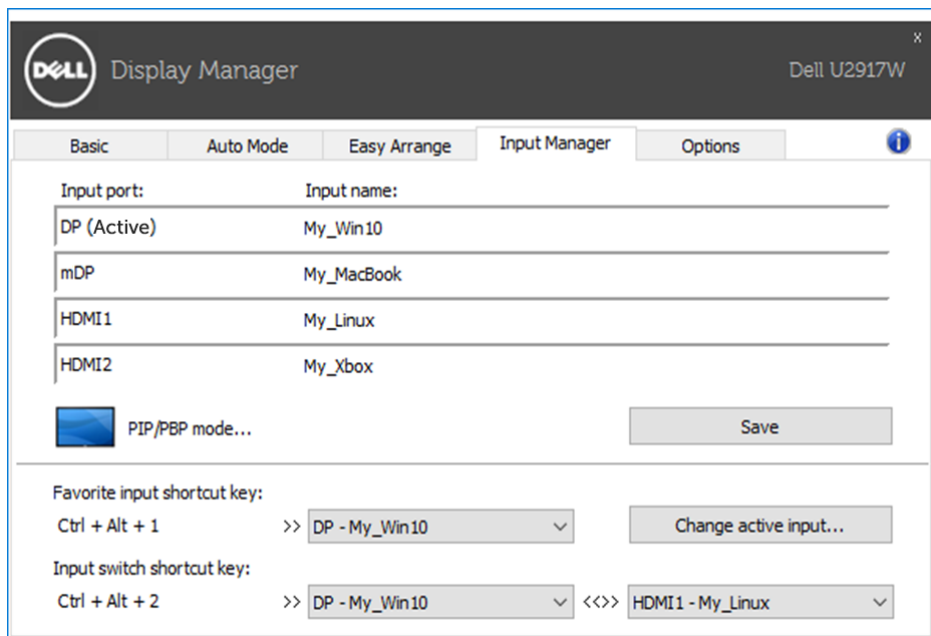 x
DELL Display Manager Dell U2917W
Basic Auto Mode Easy Arrange Input Manager Options i
Input port: Input name:
DP (Active) My_Win10
mDP My_MacBook
HDMI1 My_Linux
HDMI2 My_Xbox
PIP/PBP mode... Save
Favorite input shortcut key:
Ctrl + Alt + 1 >> DP - My_Win10 Change active input...
Input switch shortcut key:
Ctrl + Alt + 2 >> DP - My_Win10 <<>> HDMI1 - My_Linux